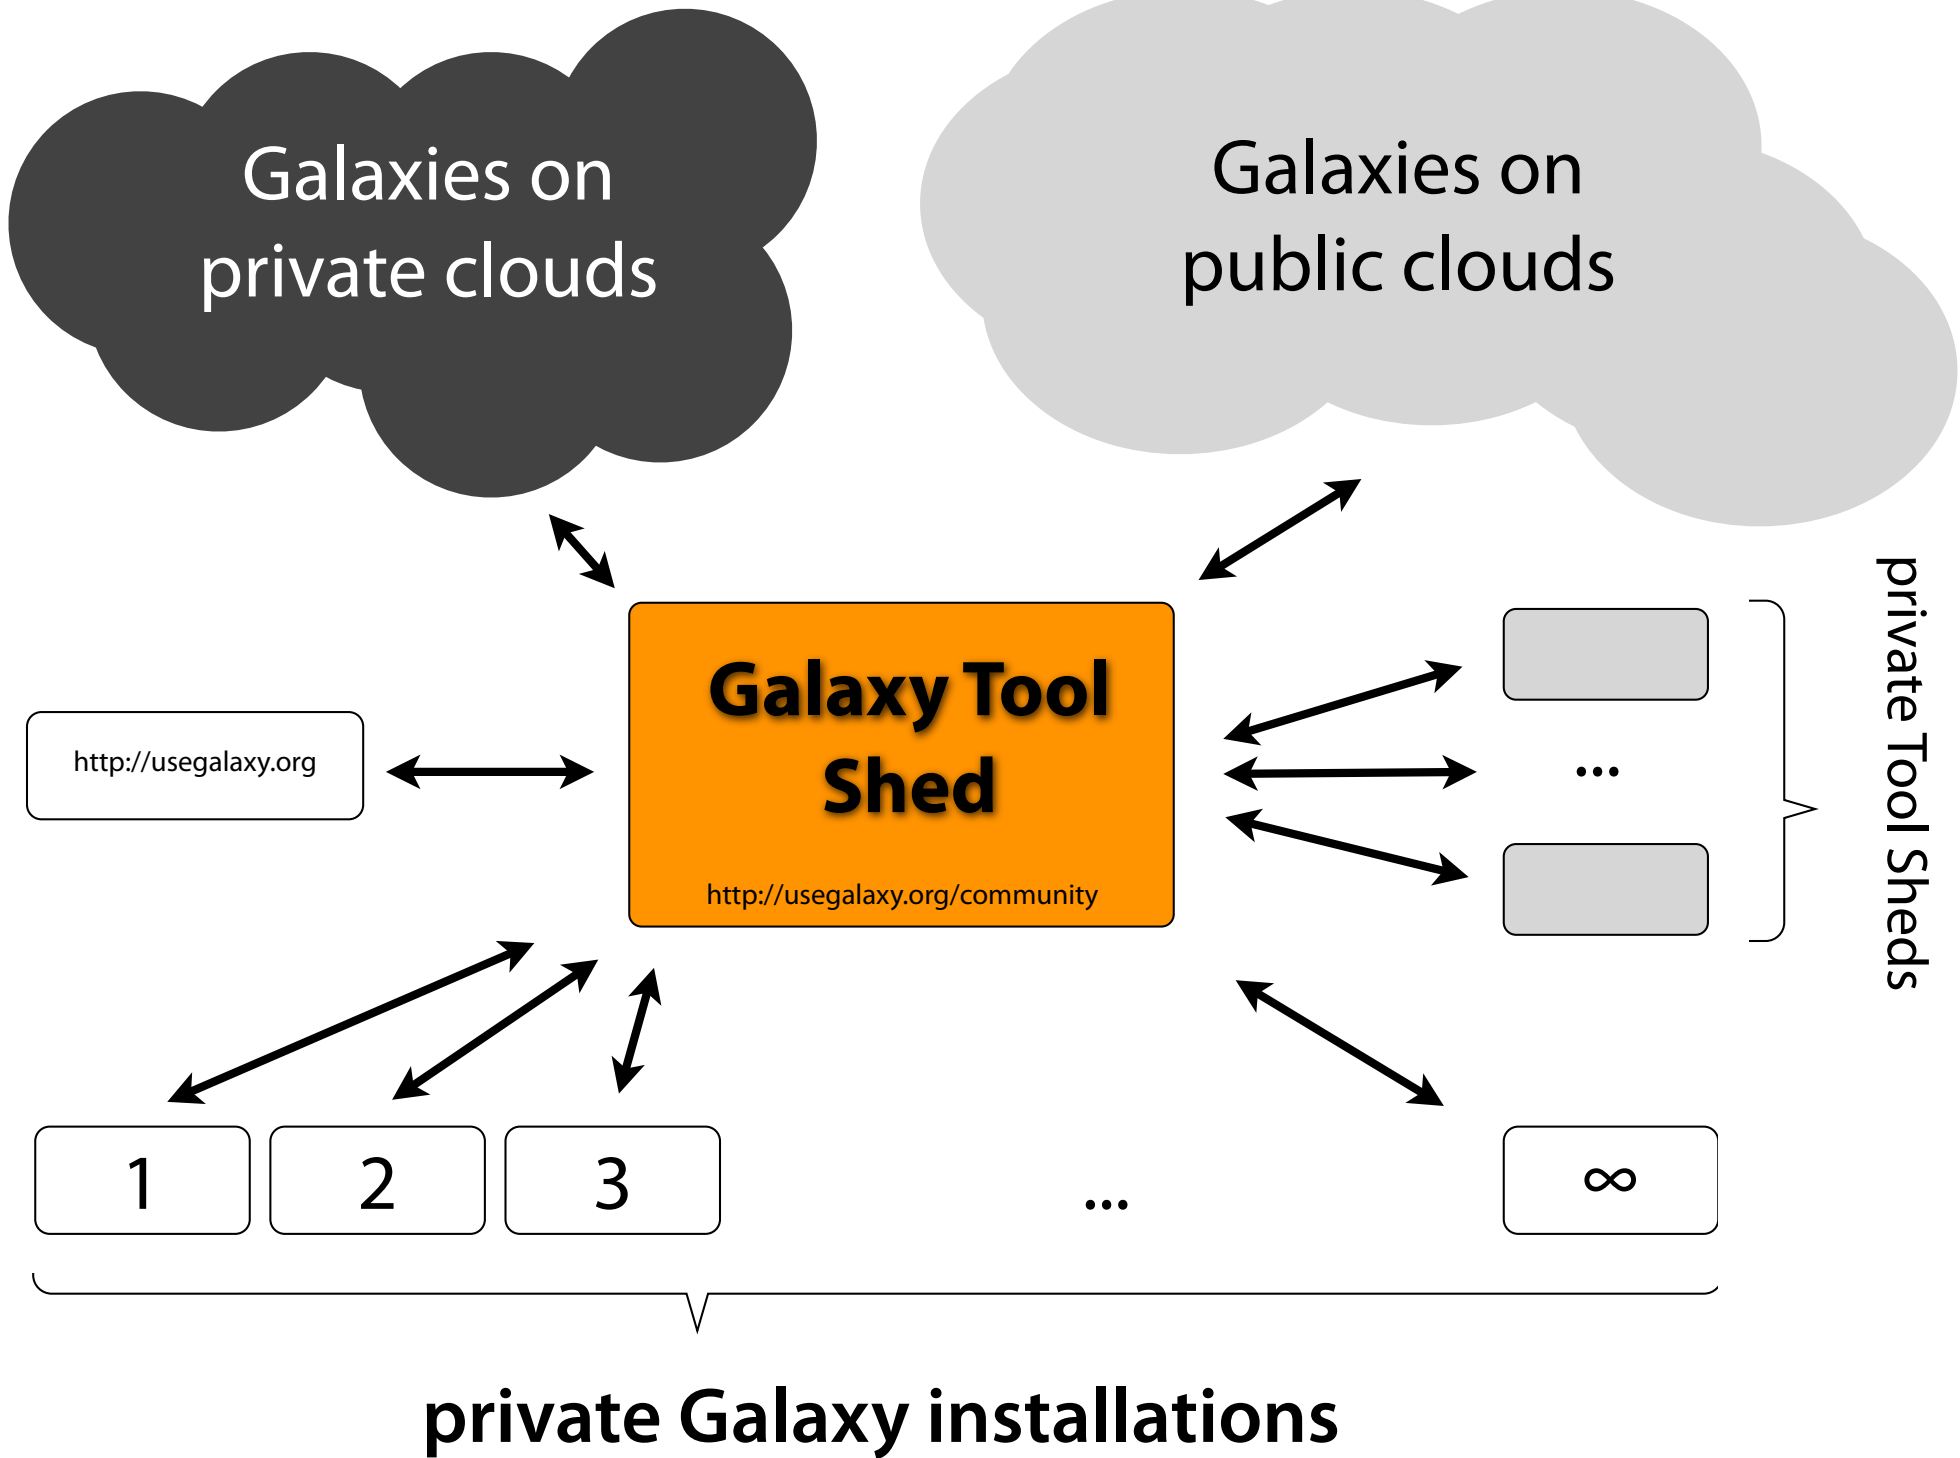 Galaxies on
private clouds
Galaxies on
public clouds
Galaxy Tool
Shed
http://usegalaxy.org/community
http://usegalaxy.org
...
private Tool Sheds
1
2
3
...
∞
private Galaxy installations